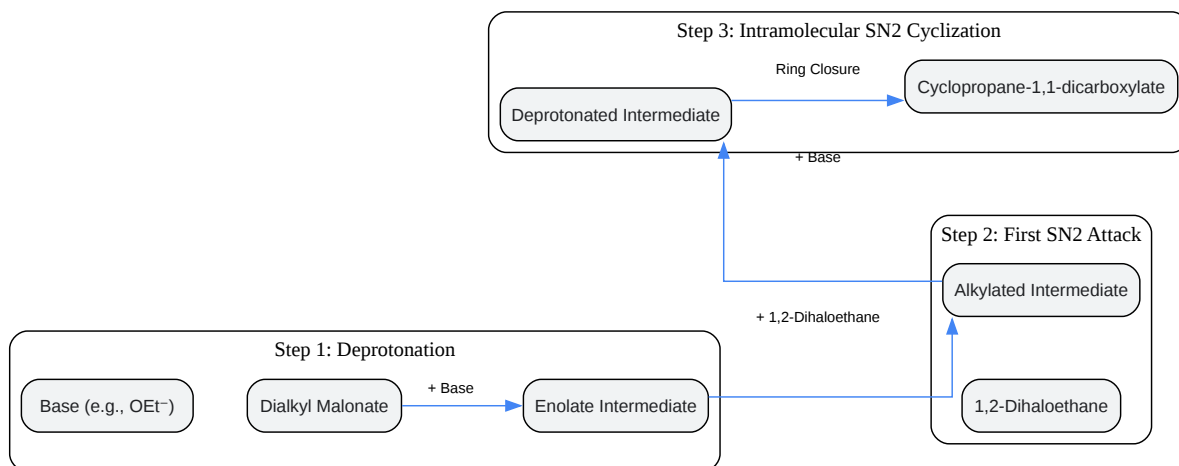 Step 3: Intramolecular SN2 Cyclization
Ring Closure
Cyclopropane-1,1-dicarboxylate
Deprotonated Intermediate
+ Base
Step 2: First SN2 Attack
Alkylated Intermediate
+ 1,2-Dihaloethane
Step 1: Deprotonation
+ Base
Base (e.g., OEt⁻)
Dialkyl Malonate
Enolate Intermediate
1,2-Dihaloethane